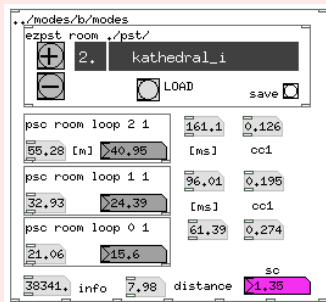 ../modes/b/modes
ezpst room ./pst/
2. kathedral_i
LOAD
save
psc room loop 2 1
161.1 0.126
55.28 [m] 40.95
[ms] cc1
psc room loop 1 1
96.01 0.195
32.93 24.39
[ms] cc1
psc room loop 0 1
61.39 0.274
21.06 15.6
sc
38341. info 7.98 distance 1.35